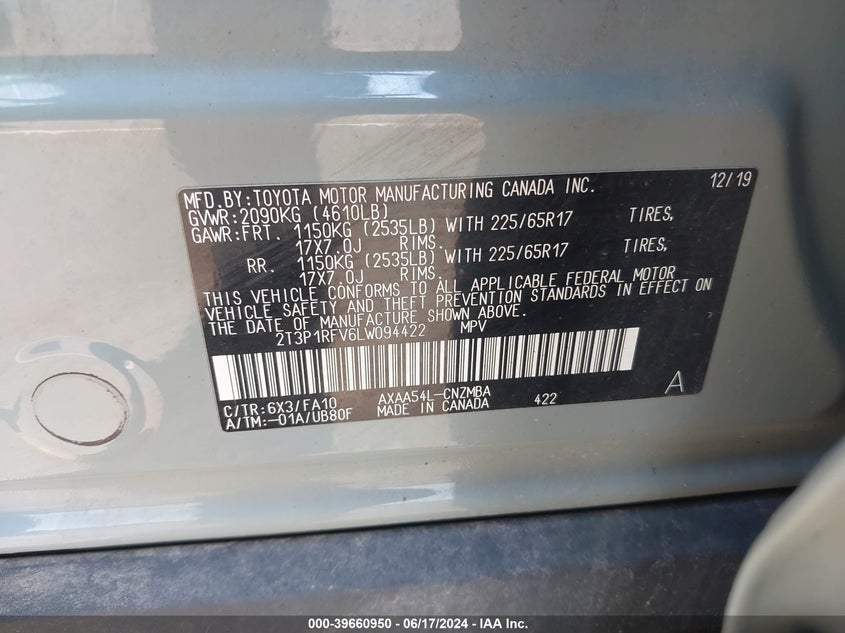 MFD.BY:TOYOTA MOTOR MANUFACTURING CANADA INC. 12/19
GVWR:2090KG (4610LB)
GAWR:FRT. 1150KG (2535LB) WITH 225/65R17 TIRES,
17X7.0J RIMS.
RR. 1150KG (2535LB) WITH 225/65R17 TIRES,
17X7.0J RIMS.
THIS VEHICLE CONFORMS TO ALL APPLICABLE FEDERAL MOTOR
VEHICLE SAFETY AND THEFT PREVENTION STANDARDS IN EFFECT ON
THE DATE OF MANUFACTURE SHOWN ABOVE.
2T3P1RFV6LW094422 MPV
C/TR:6X3/FA10 AXAA54L-CNZMBA 422 A
A/TM:-01A/UB80F MADE IN CANADA
000-39660950 - 06/17/2024 - IAA Inc.